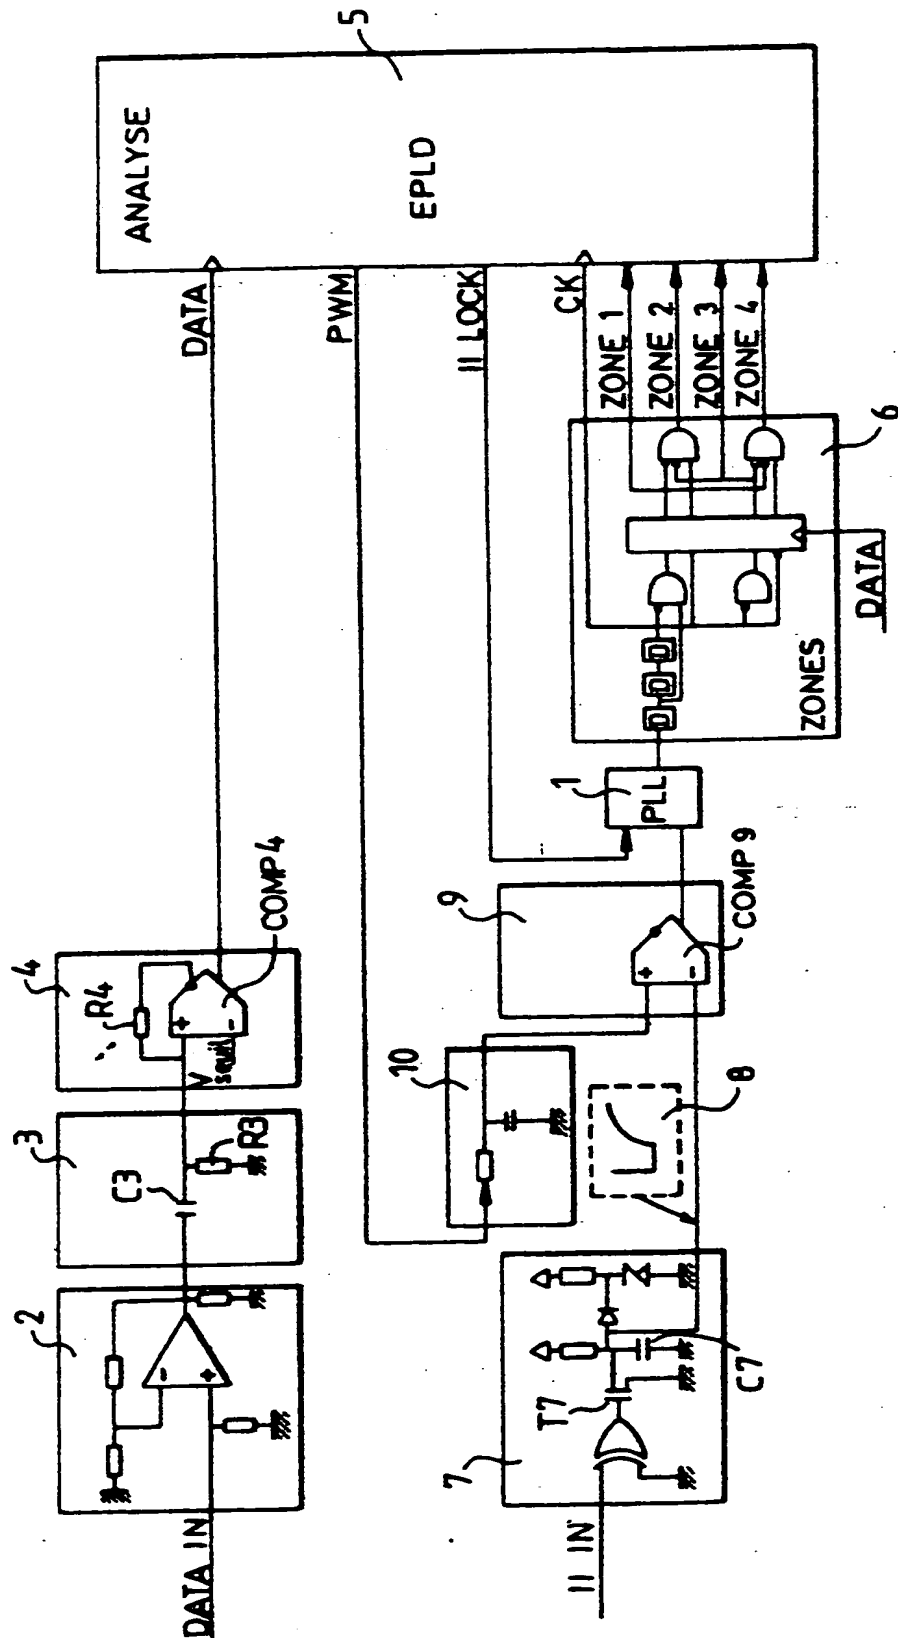 DATA IN
2
3
C3
R3
4
R4
Vseuil
+
-
COMP4
-
+
DATA
PWM
II LOCK
CK
ZONE 1
ZONE 2
ZONE 3
ZONE 4
ANALYSE
EPLD
5
II IN
7
T7
C7
8
10
9
+
-
COMP 9
1
PLL
ZONES
6
DATA